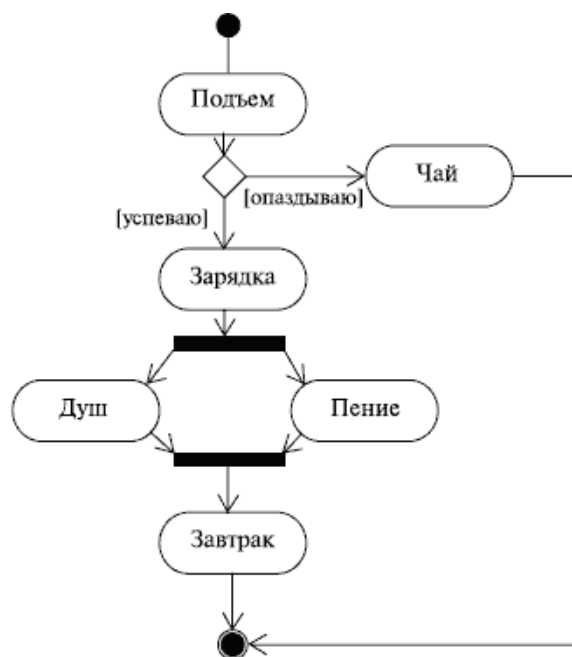 Подъем
Чай
[опаздываю]
[успеваю]
Зарядка
Душ
Пение
Завтрак